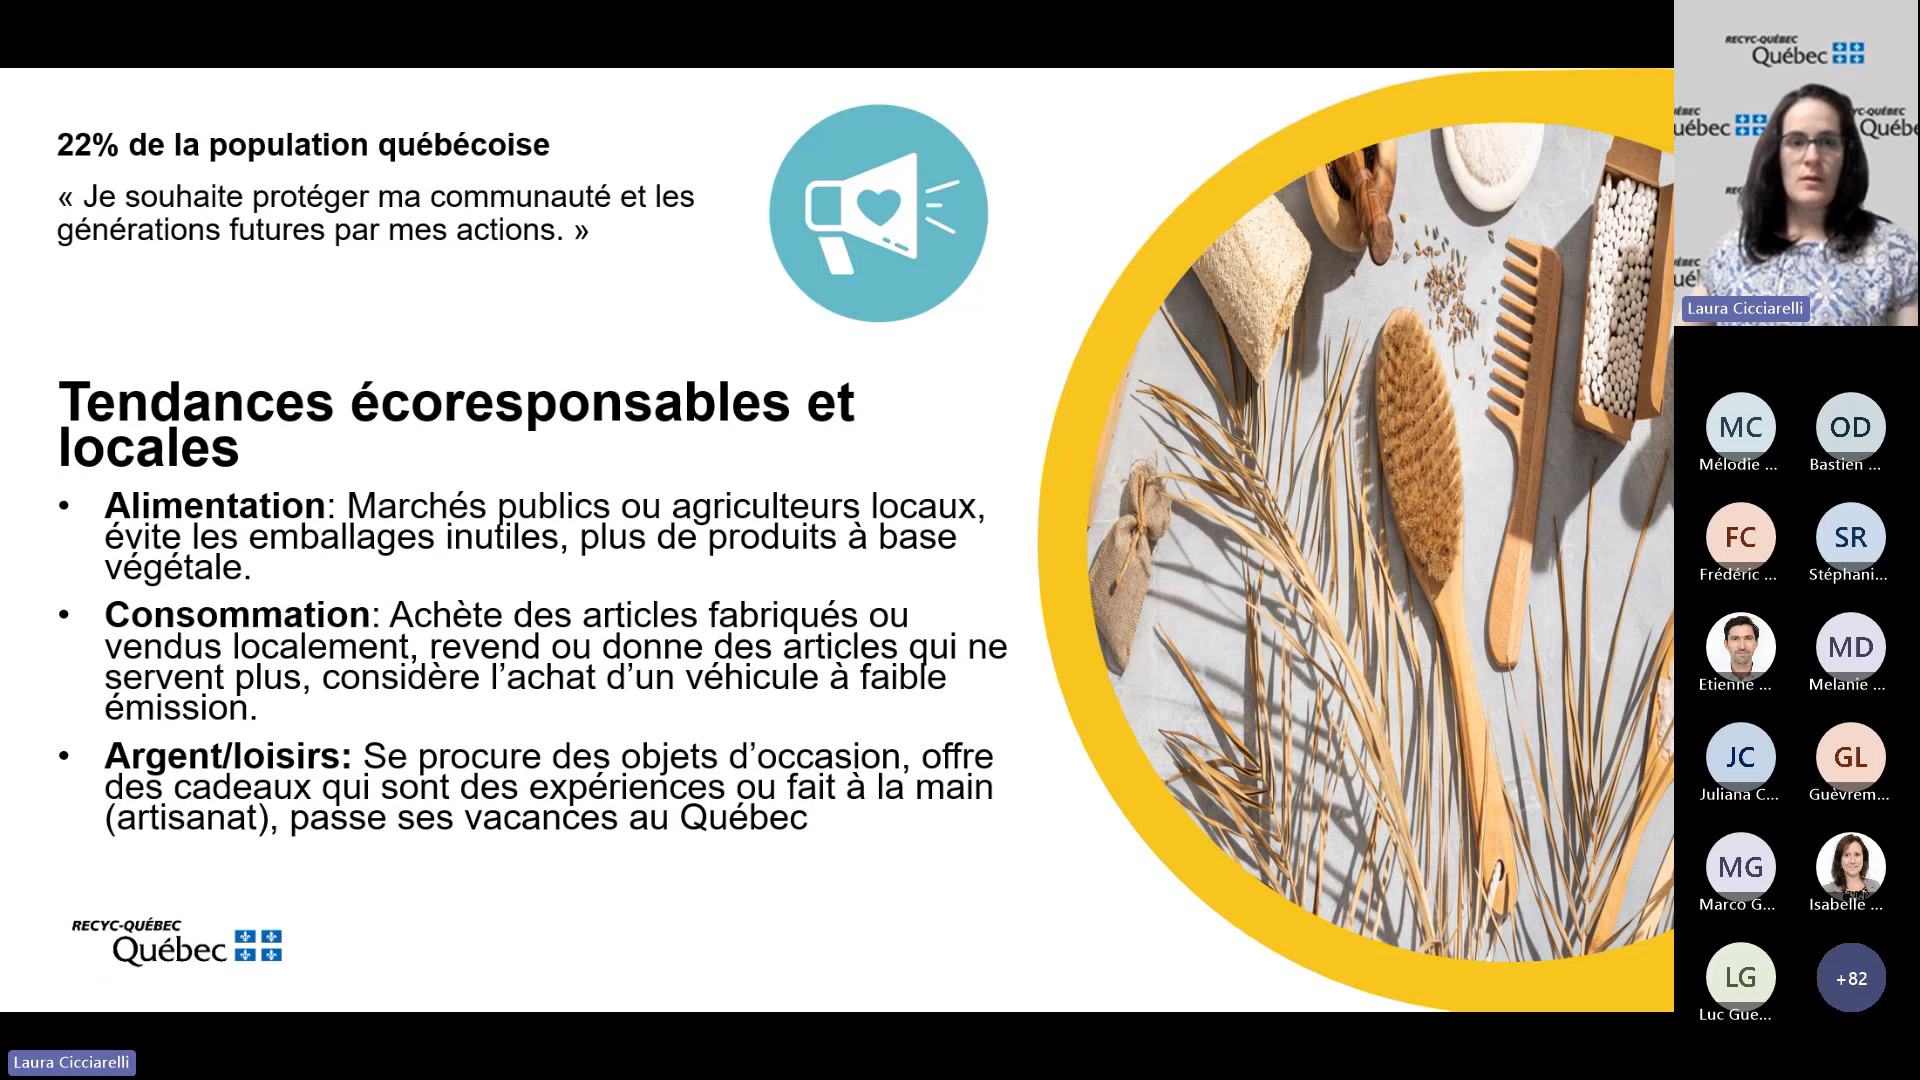 22% de la population québécoise
« Je souhaite protéger ma communauté et les
générations futures par mes actions. »
Tendances écoresponsables et
locales
• Alimentation: Marchés publics ou agriculteurs locaux,
évite les emballages inutiles, plus de produits à base
végétale.
• Consommation: Achète des articles fabriqués ou
vendus localement, revend ou donne des articles qui ne
servent plus, considère l’achat d’un véhicule à faible
émission.
• Argent/loisirs: Se procure des objets d’occasion, offre
des cadeaux qui sont des expériences ou fait à la main
(artisanat), passe ses vacances au Québec
RECYC-QUÉBEC
Québec
Laura Cicciarelli
RECYC-QUÉBEC
Québec
Laura Cicciarelli
MC
Mélodie ...
OD
Bastien ...
FC
Frédéric ...
SR
Stéphani...
Etienne ...
MD
Melanie ...
JC
Juliana C...
GL
Guèvrem...
MG
Marco G...
Isabelle ...
LG
Luc Gue...
+82